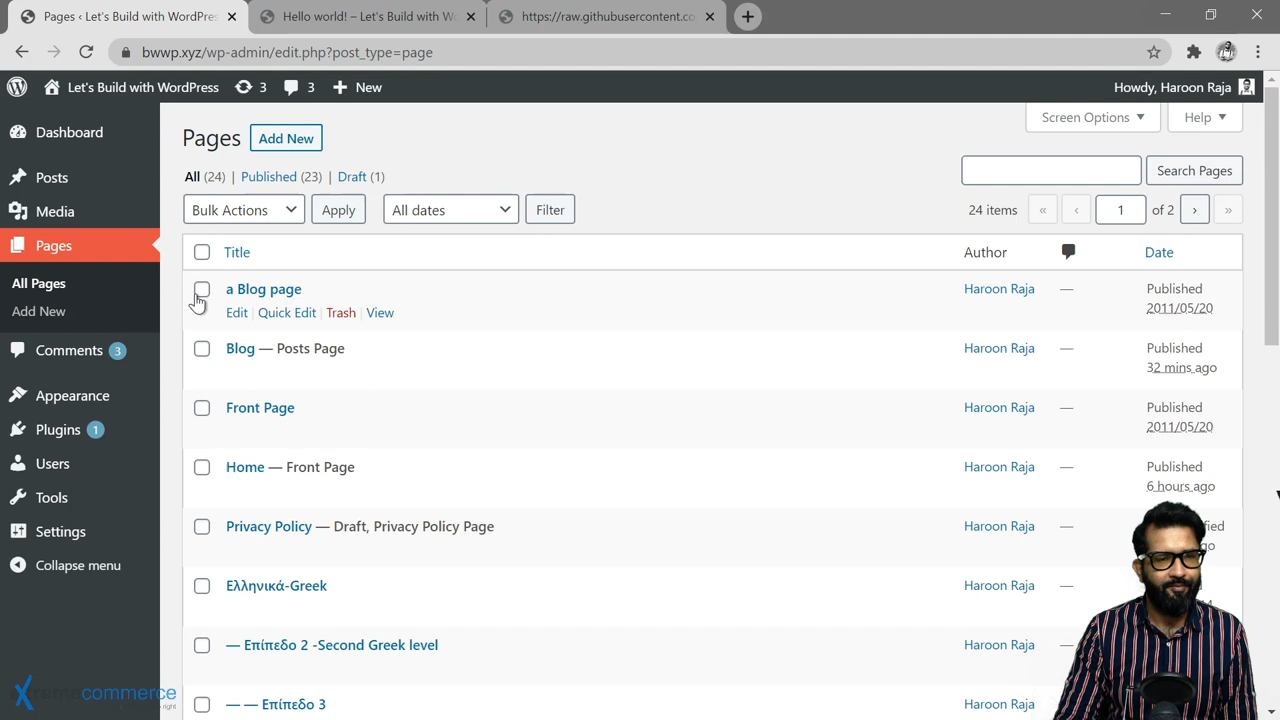 Pages ‹ Let's Build with WordPress
Hello world! – Let's Build with Wo
https://raw.githubusercontent.co
bwwp.xyz/wp-admin/edit.php?post_type=page
Let's Build with WordPress
3
3
New
Howdy, Haroon Raja
Dashboard
Posts
Media
Pages
All Pages
Add New
Comments 3
Appearance
Plugins 1
Users
Tools
Settings
Collapse menu
Screen Options
Help
Pages
Add New
All (24) | Published (23) | Draft (1)
Search Pages
Bulk Actions
Apply
All dates
Filter
24 items « ‹ 1 of 2 › »
Title Author Date
a Blog page Haroon Raja — Published
Edit | Quick Edit | Trash | View 2011/05/20
Blog — Posts Page Haroon Raja — Published
32 mins ago
Front Page Haroon Raja — Published
2011/05/20
Home — Front Page Haroon Raja — Published
6 hours ago
Privacy Policy — Draft, Privacy Policy Page Haroon Raja —
Ελληνικά-Greek Haroon Raja —
— Επίπεδο 2 -Second Greek level Haroon Raja
— — Επίπεδο 3 Haroon Raja
xtremecommerce